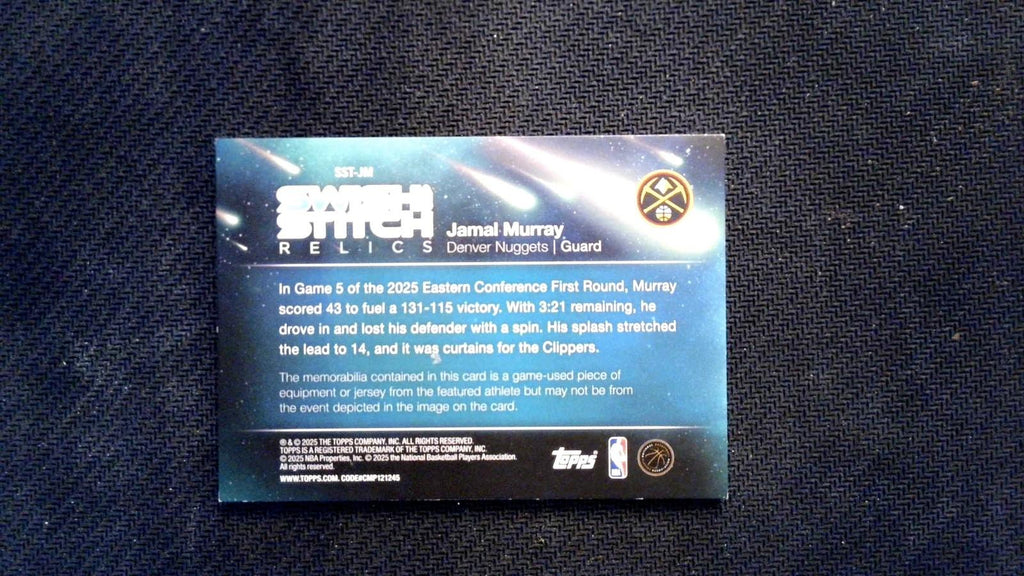 SST-JM
SWISH N
STITCH
RELICS
Jamal Murray
Denver Nuggets | Guard
In Game 5 of the 2025 Eastern Conference First Round, Murray
scored 43 to fuel a 131-115 victory. With 3:21 remaining, he
drove in and lost his defender with a spin. His splash stretched
the lead to 14, and it was curtains for the Clippers.
The memorabilia contained in this card is a game-used piece of
equipment or jersey from the featured athlete but may not be from
the event depicted in the image on the card.
® & © 2025 THE TOPPS COMPANY, INC. ALL RIGHTS RESERVED.
TOPPS IS A REGISTERED TRADEMARK OF THE TOPPS COMPANY, INC.
© 2025 NBA Properties, Inc. © 2025 the National Basketball Players Association.
All rights reserved.
WWW.TOPPS.COM. CODE#CMP121245
topps